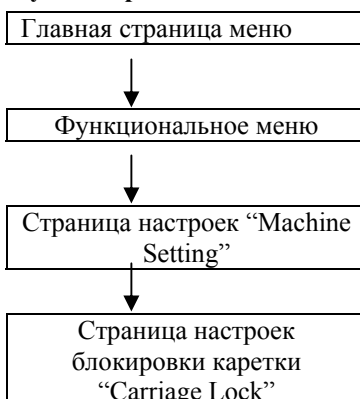 Главная страница меню
Функциональное меню
Страница настроек “Machine
Setting”
Страница настроек
блокировки каретки
“Carriage Lock”